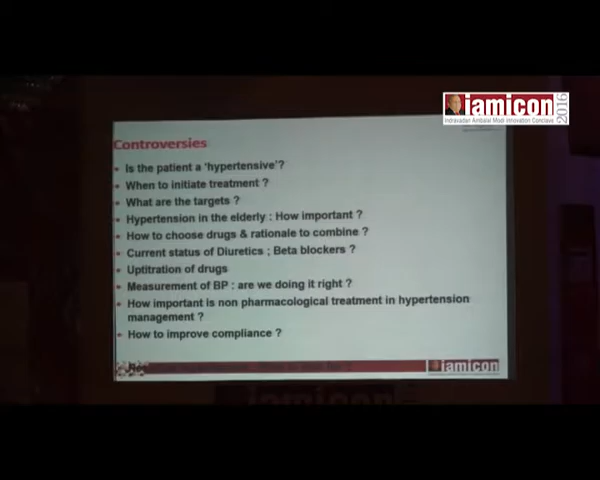 iamicon
2016
Indravadan Ambalal Modi Innovation Conclave
Controversies
Is the patient a 'hypertensive'?
When to initiate treatment ?
What are the targets ?
Hypertension in the elderly : How important ?
How to choose drugs & rationale to combine ?
Current status of Diuretics ; Beta blockers ?
Uptitration of drugs
Measurement of BP : are we doing it right ?
How important is non pharmacological treatment in hypertension
management ?
How to improve compliance ?
iamicon
iamicon